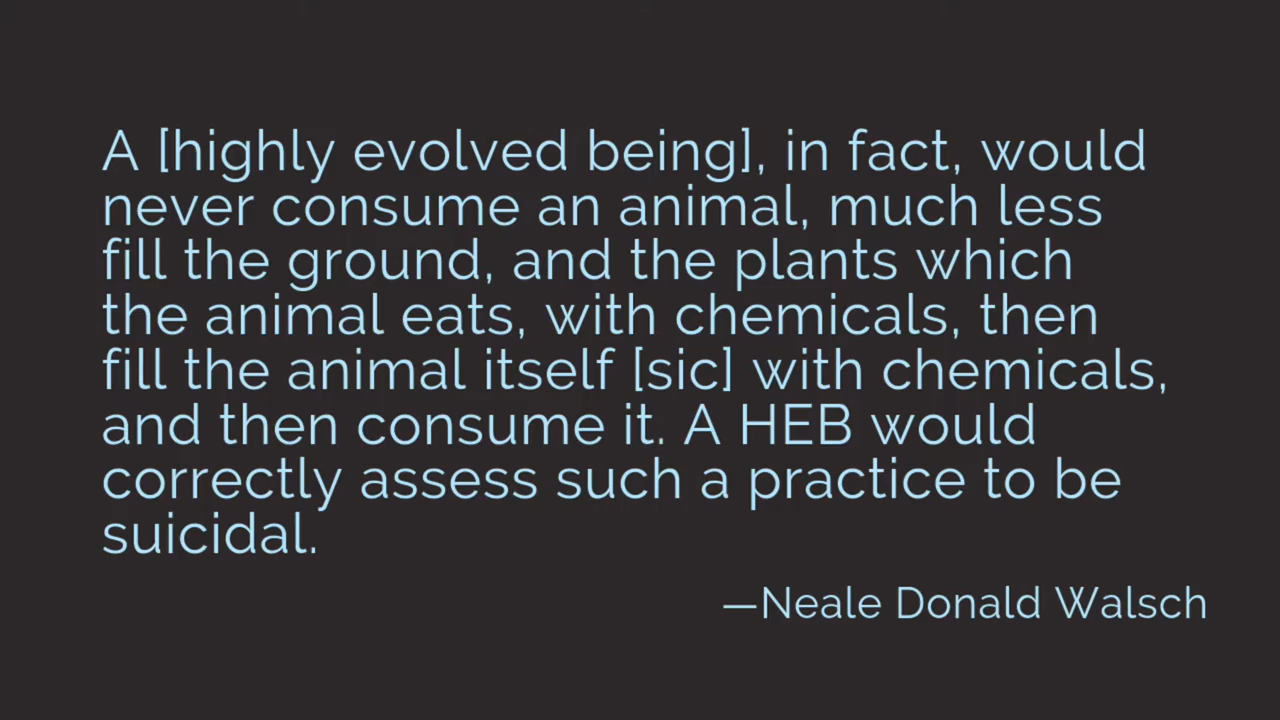 A [highly evolved being], in fact, would
never consume an animal, much less
fill the ground, and the plants which
the animal eats, with chemicals, then
fill the animal itself [sic] with chemicals,
and then consume it. A HEB would
correctly assess such a practice to be
suicidal.
—Neale Donald Walsch